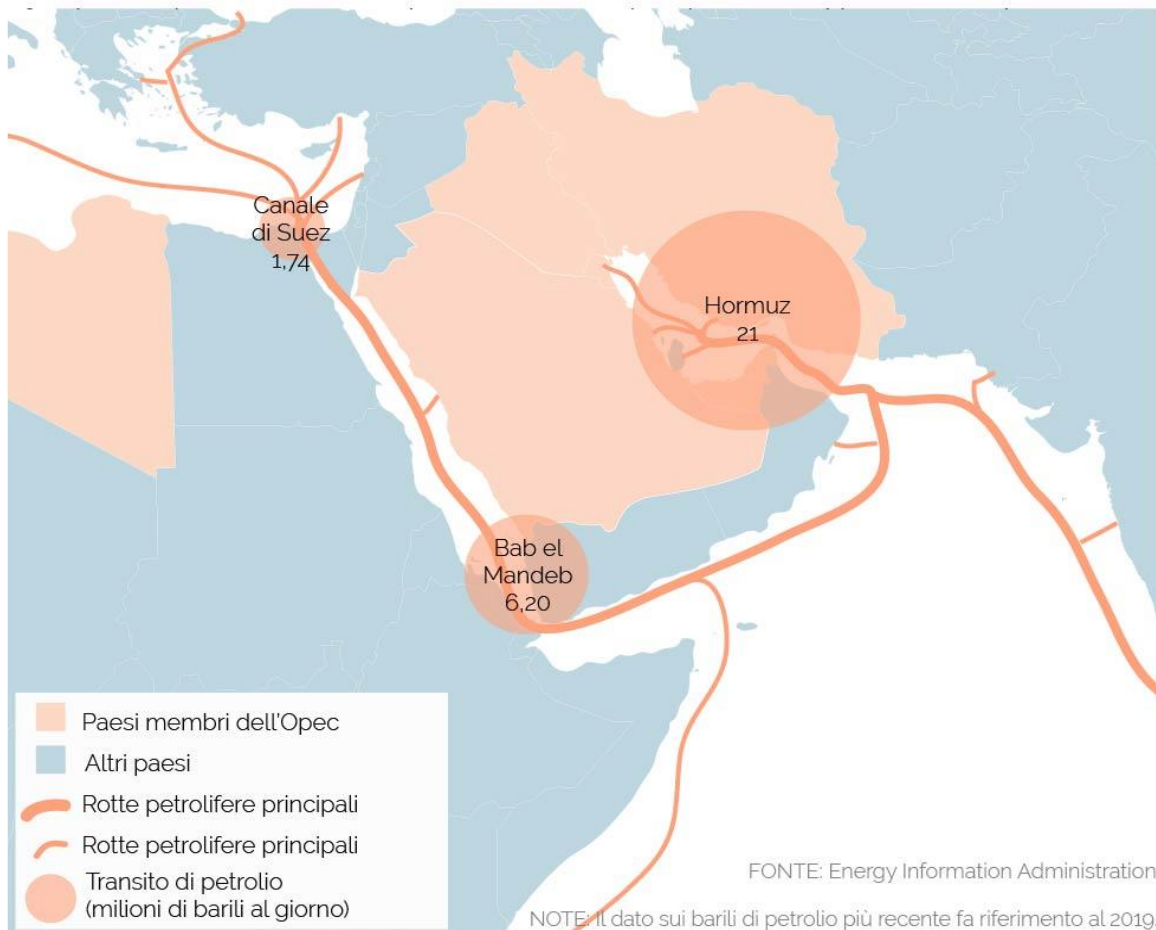 Canale
di Suez
1,74
Hormuz
21
Bab el
Mandeb
6,20
Paesi membri dell'Opec
Altri paesi
Rotte petrolifere principali
Rotte petrolifere principali
Transito di petrolio
(milioni di barili al giorno)
FONTE: Energy Information Administration
NOTE: Il dato sui barili di petrolio più recente fa riferimento al 2019